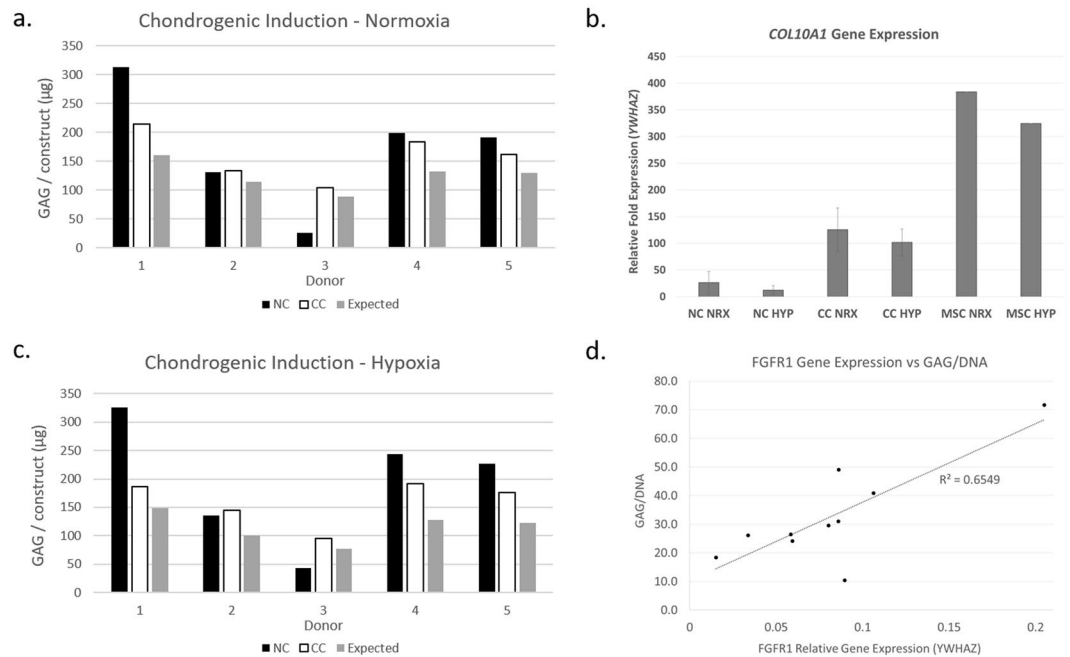 a.
Chondrogenic Induction - Normoxia
GAG / construct (µg)
350
300
250
200
150
100
50
0
1 2 3 4 5
Donor
NC CC Expected
b.
COL10A1 Gene Expression
Relative Fold Expression (YWHAZ)
450
400
350
300
250
200
150
100
50
0
NC NRX NC HYP CC NRX CC HYP MSC NRX MSC HYP
c.
Chondrogenic Induction - Hypoxia
GAG / construct (µg)
350
300
250
200
150
100
50
0
1 2 3 4 5
Donor
NC CC Expected
d.
FGFR1 Gene Expression vs GAG/DNA
GAG/DNA
80.0
70.0
60.0
50.0
40.0
30.0
20.0
10.0
0.0
R² = 0.6549
0 0.05 0.1 0.15 0.2
FGFR1 Relative Gene Expression (YWHAZ)